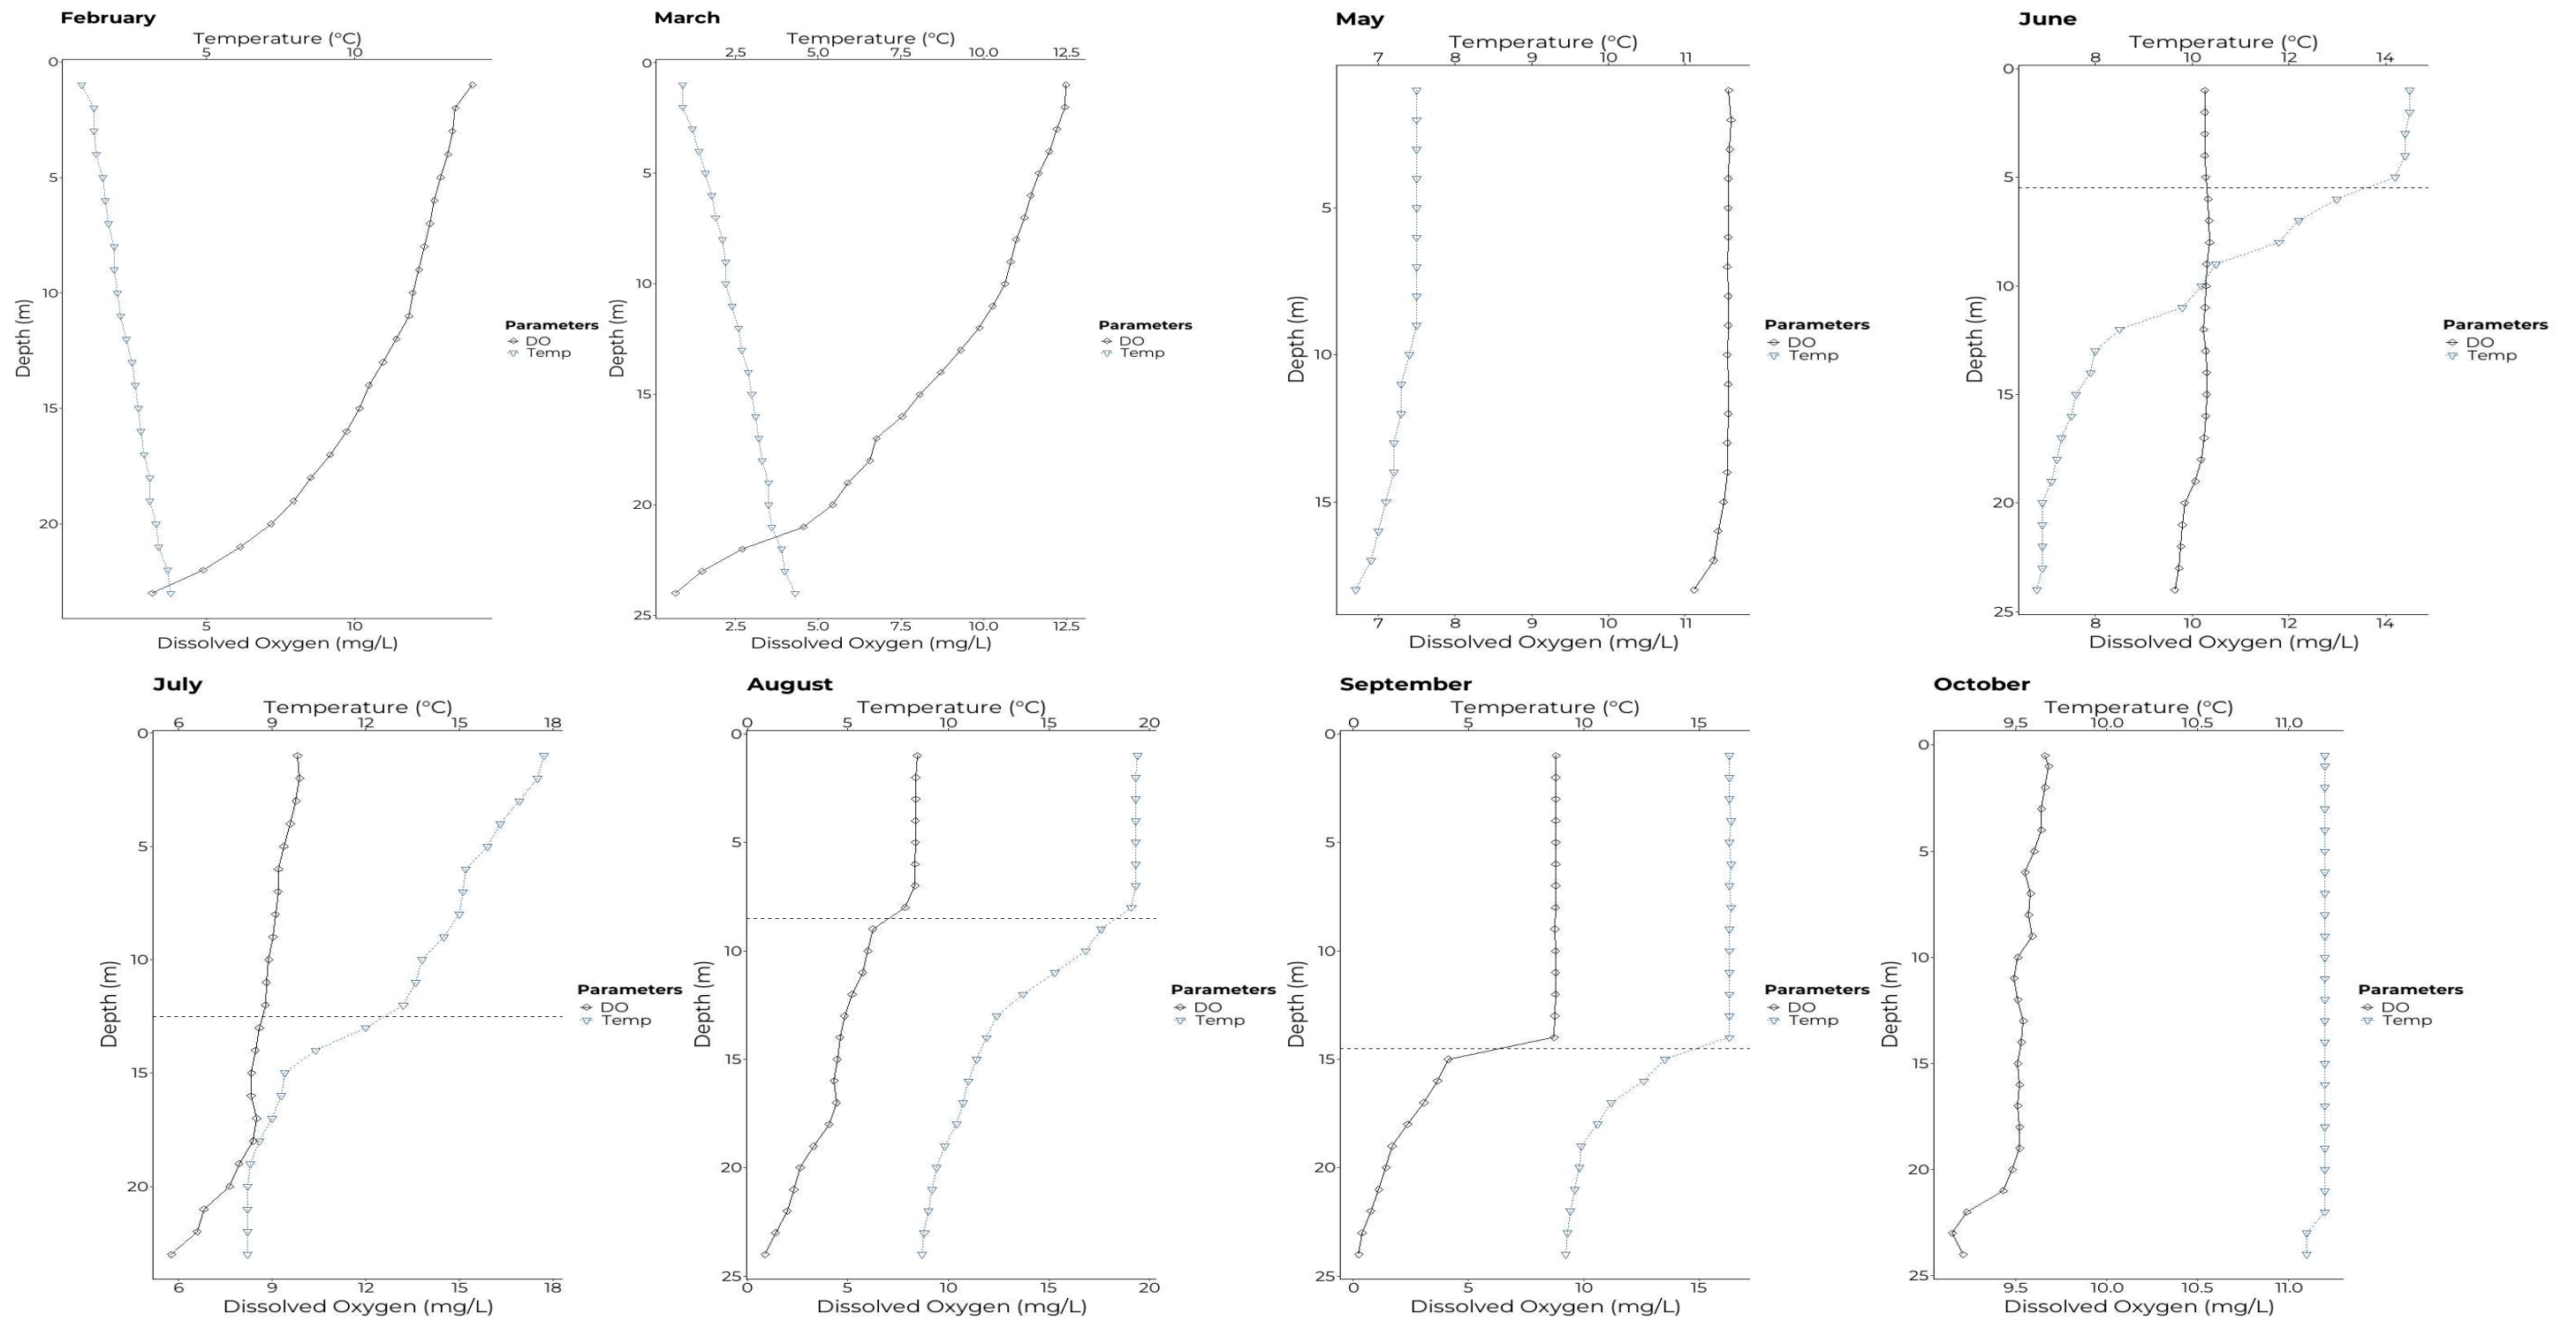 February
Temperature (°C)
5 10
0
5
10
15
20
Depth (m)
5 10
Dissolved Oxygen (mg/L)
Parameters
DO
Temp
March
Temperature (°C)
2.5 5.0 7.5 10.0 12.5
0
5
10
15
20
25
Depth (m)
2.5 5.0 7.5 10.0 12.5
Dissolved Oxygen (mg/L)
Parameters
DO
Temp
May
Temperature (°C)
7 8 9 10 11
5
10
15
Depth (m)
7 8 9 10 11
Dissolved Oxygen (mg/L)
Parameters
DO
Temp
June
Temperature (°C)
8 10 12 14
0
5
10
15
20
25
Depth (m)
8 10 12 14
Dissolved Oxygen (mg/L)
Parameters
DO
Temp
July
Temperature (°C)
6 9 12 15 18
0
5
10
15
20
Depth (m)
6 9 12 15 18
Dissolved Oxygen (mg/L)
Parameters
DO
Temp
August
Temperature (°C)
0 5 10 15 20
0
5
10
15
20
25
Depth (m)
0 5 10 15 20
Dissolved Oxygen (mg/L)
Parameters
DO
Temp
September
Temperature (°C)
0 5 10 15
0
5
10
15
20
25
Depth (m)
0 5 10 15
Dissolved Oxygen (mg/L)
Parameters
DO
Temp
October
Temperature (°C)
9.5 10.0 10.5 11.0
0
5
10
15
20
25
Depth (m)
9.5 10.0 10.5 11.0
Dissolved Oxygen (mg/L)
Parameters
DO
Temp